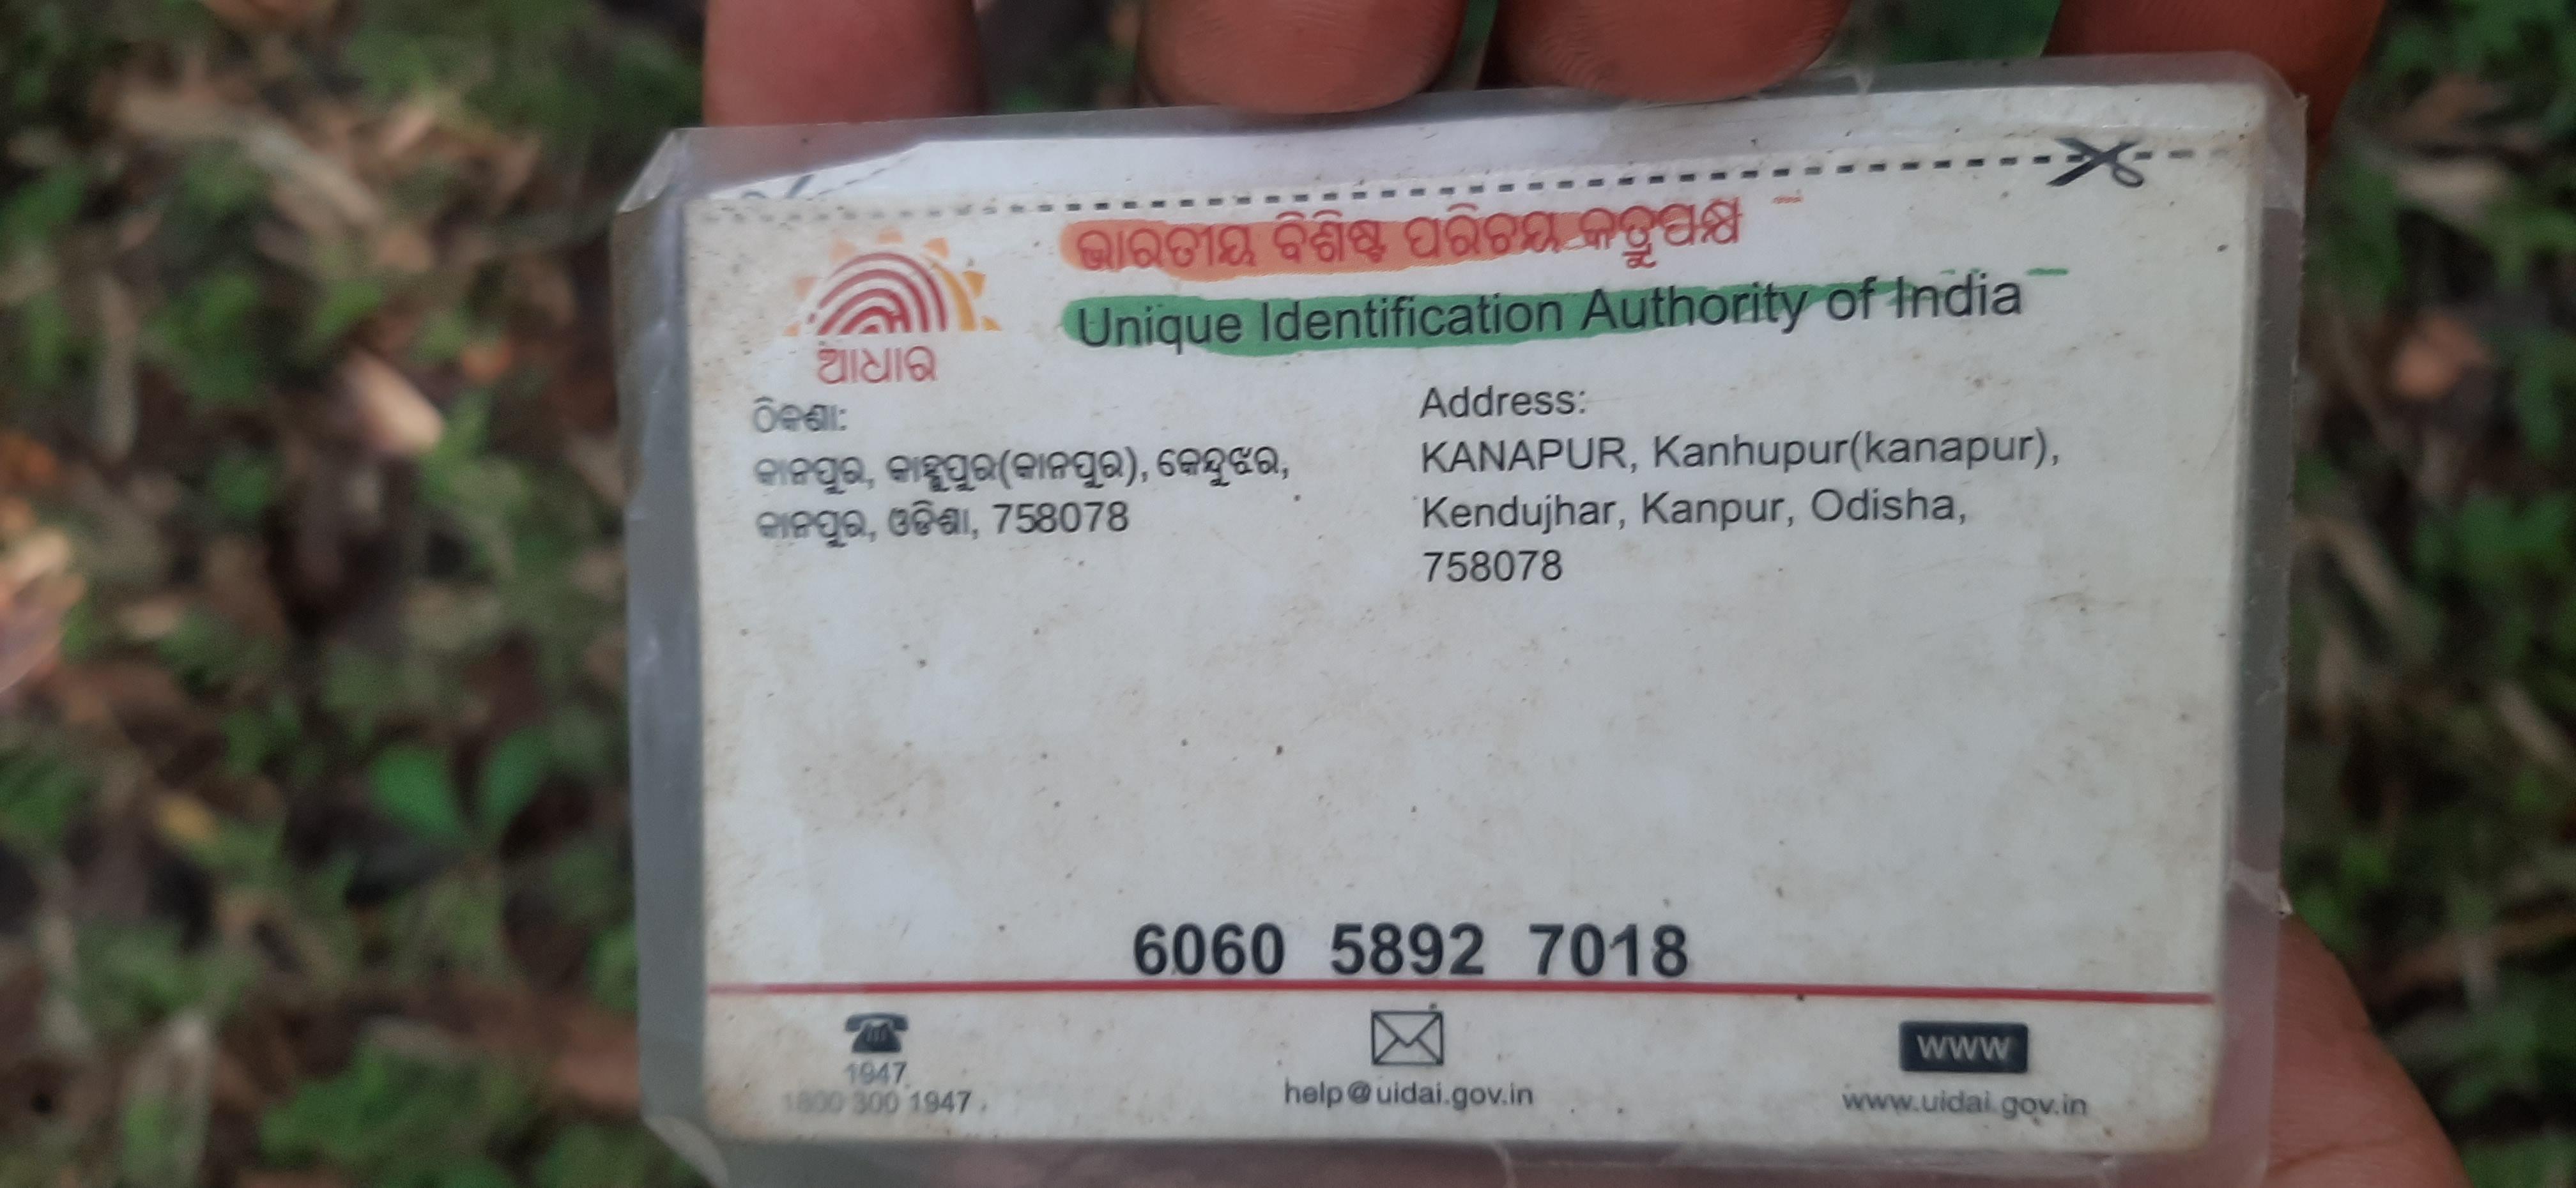 ଭାରତୀୟ ବିଶିଷ୍ଟ ପରିଚୟ କର୍ତ୍ତୃପକ୍ଷ
Unique Identification Authority of India
ଆଧାର
ଠିକଣା:
କାନପୁର, କାହ୍ନୁପୁର(କାନପୁର), କେନ୍ଦୁଝର,
କାନପୁର, ଓଡିଶା, 758078
Address:
KANAPUR, Kanhupur(kanapur),
Kendujhar, Kanpur, Odisha,
758078
6060 5892 7018
1947
1800 300 1947
help@uidai.gov.in
WWW
www.uidai.gov.in